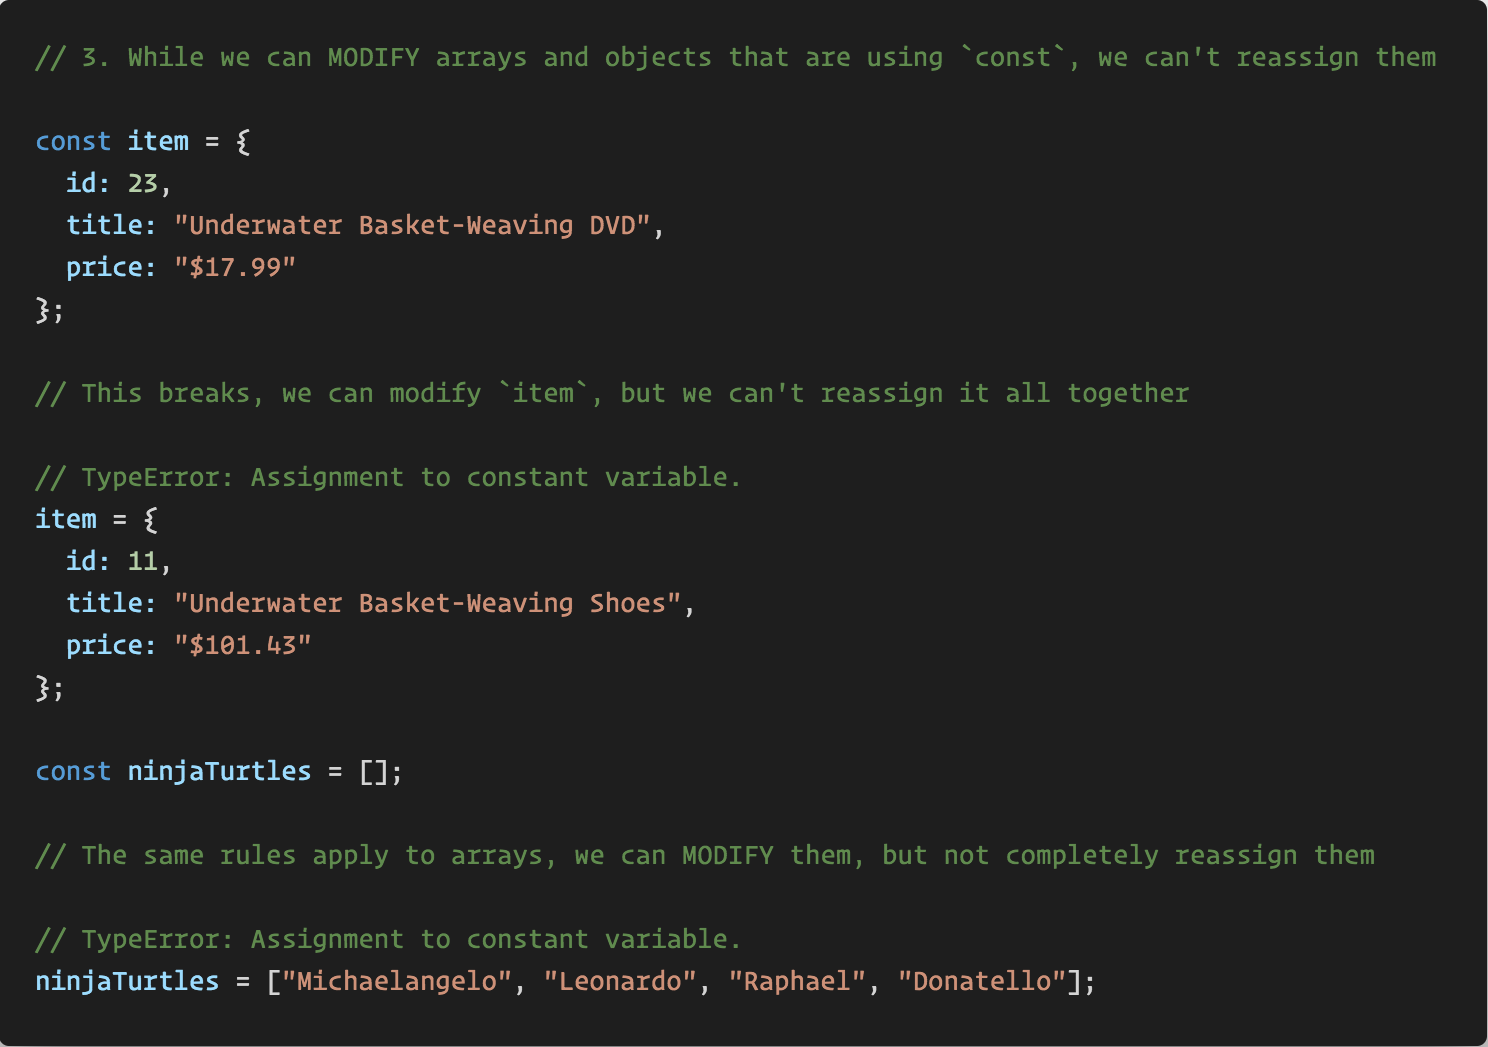 // 3. While we can MODIFY arrays and objects that are using `const`, we can't reassign them
const item = {
  id: 23,
  title: "Underwater Basket-Weaving DVD",
  price: "$17.99"
};
// This breaks, we can modify `item`, but we can't reassign it all together
// TypeError: Assignment to constant variable.
item = {
  id: 11,
  title: "Underwater Basket-Weaving Shoes",
  price: "$101.43"
};
const ninjaTurtles = [];
// The same rules apply to arrays, we can MODIFY them, but not completely reassign them
// TypeError: Assignment to constant variable.
ninjaTurtles = ["Michaelangelo", "Leonardo", "Raphael", "Donatello"];